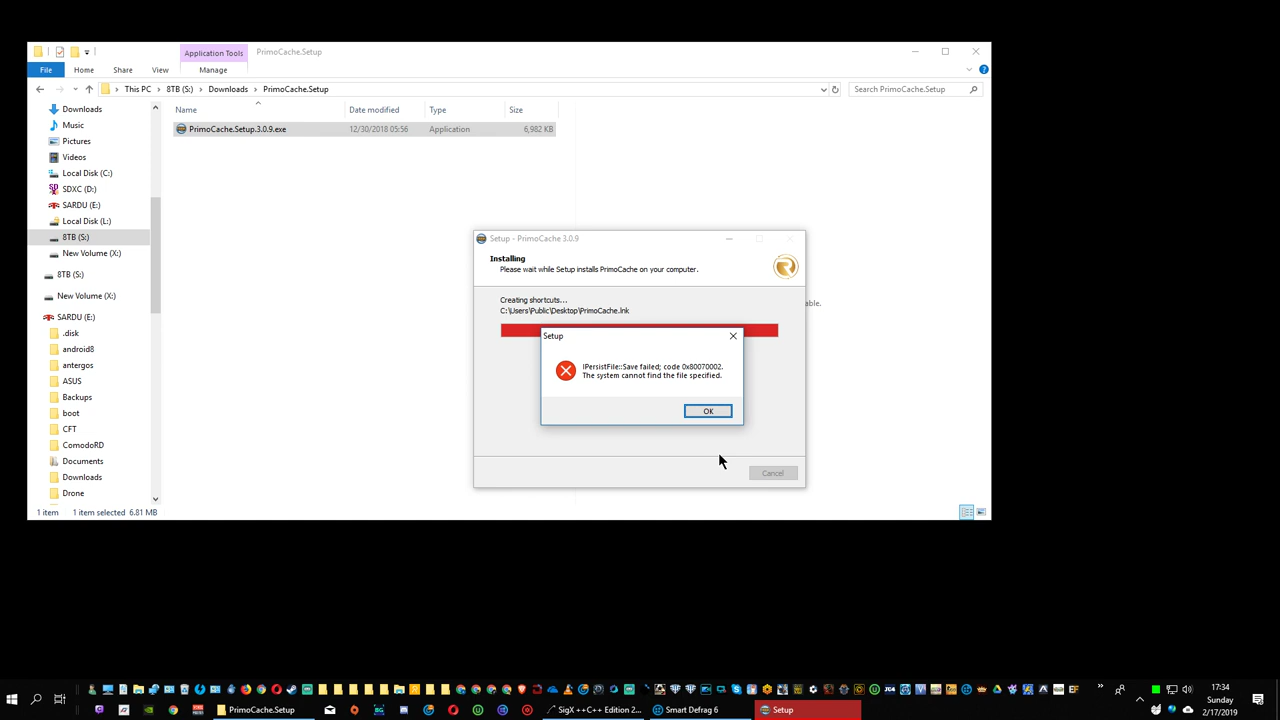 Application Tools
PrimoCache.Setup
File
Home
Share
View
Manage
This PC
8TB (S:)
Downloads
PrimoCache.Setup
Search PrimoCache.Setup
Name
Date modified
Type
Size
PrimoCache.Setup.3.0.9.exe
12/30/2018 05:56
Application
6,982 KB
Downloads
Music
Pictures
Videos
Local Disk (C:)
SDXC (D:)
SARDU (E:)
Local Disk (L:)
8TB (S:)
New Volume (X:)
8TB (S:)
New Volume (X:)
SARDU (E:)
.disk
android8
antergos
ASUS
Backups
boot
CFT
ComodoRD
Documents
Downloads
Drone
1 item
1 item selected 6.81 MB
able.
Setup - PrimoCache 3.0.9
Installing
Please wait while Setup installs PrimoCache on your computer.
Creating shortcuts...
C:\Users\Public\Desktop\PrimoCache.lnk
Setup
IPersistFile::Save failed; code 0x80070002.
The system cannot find the file specified.
OK
Cancel
PrimoCache.Setup
SigX ++C++ Edition 2...
Smart Defrag 6
Setup
17:34
Sunday
2/17/2019